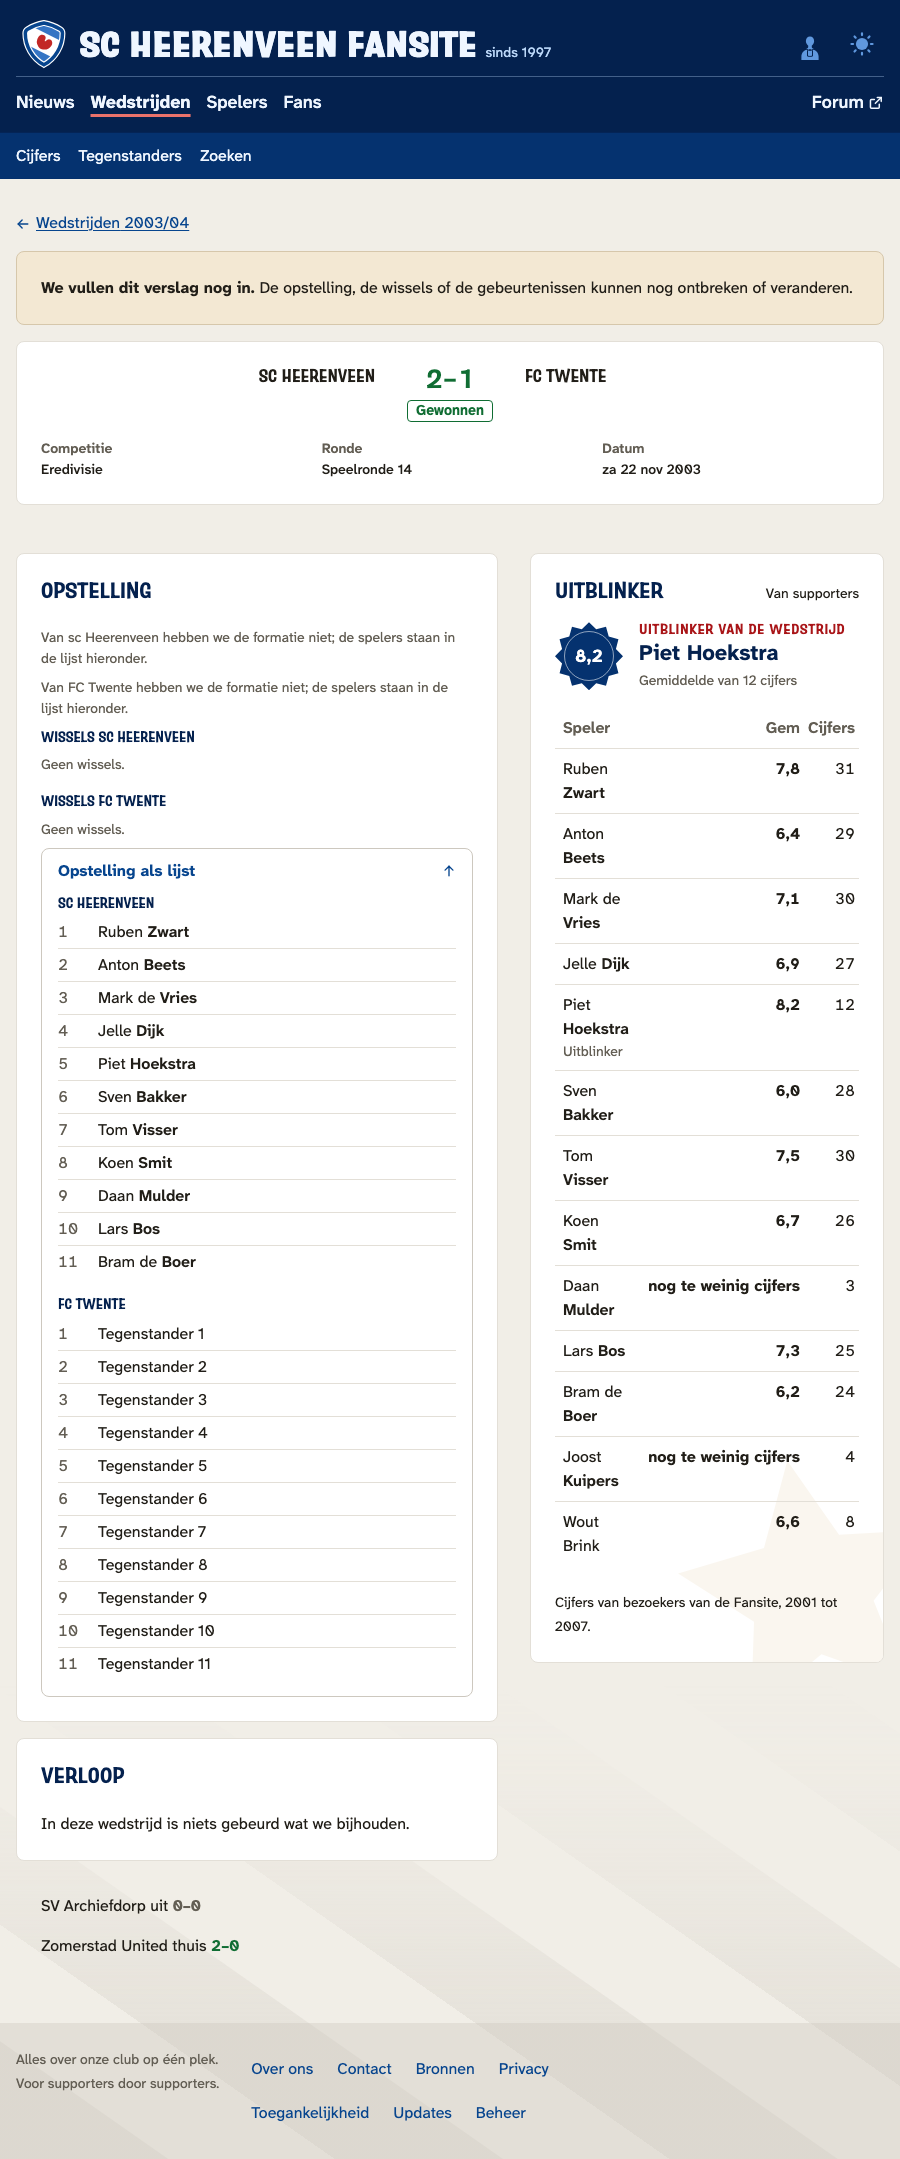 SC HEERENVEEN FANSITE sinds 1997
Nieuws Wedstrijden Spelers Fans Forum
Cijfers Tegenstanders Zoeken
← Wedstrijden 2003/04
We vullen dit verslag nog in. De opstelling, de wissels of de gebeurtenissen kunnen nog ontbreken of veranderen.
SC HEERENVEEN 2–1 FC TWENTE
Gewonnen
Competitie Ronde Datum
Eredivisie Speelronde 14 za 22 nov 2003
OPSTELLING
Van sc Heerenveen hebben we de formatie niet; de spelers staan in
de lijst hieronder.
Van FC Twente hebben we de formatie niet; de spelers staan in de
lijst hieronder.
WISSELS SC HEERENVEEN
Geen wissels.
WISSELS FC TWENTE
Geen wissels.
Opstelling als lijst ↑
SC HEERENVEEN
1 Ruben Zwart
2 Anton Beets
3 Mark de Vries
4 Jelle Dijk
5 Piet Hoekstra
6 Sven Bakker
7 Tom Visser
8 Koen Smit
9 Daan Mulder
10 Lars Bos
11 Bram de Boer
FC TWENTE
1 Tegenstander 1
2 Tegenstander 2
3 Tegenstander 3
4 Tegenstander 4
5 Tegenstander 5
6 Tegenstander 6
7 Tegenstander 7
8 Tegenstander 8
9 Tegenstander 9
10 Tegenstander 10
11 Tegenstander 11
UITBLINKER Van supporters
8,2
UITBLINKER VAN DE WEDSTRIJD
Piet Hoekstra
Gemiddelde van 12 cijfers
Speler Gem Cijfers
Ruben 7,8 31
Zwart
Anton 6,4 29
Beets
Mark de 7,1 30
Vries
Jelle Dijk 6,9 27
Piet 8,2 12
Hoekstra
Uitblinker
Sven 6,0 28
Bakker
Tom 7,5 30
Visser
Koen 6,7 26
Smit
Daan nog te weinig cijfers 3
Mulder
Lars Bos 7,3 25
Bram de 6,2 24
Boer
Joost nog te weinig cijfers 4
Kuipers
Wout 6,6 8
Brink
Cijfers van bezoekers van de Fansite, 2001 tot
2007.
VERLOOP
In deze wedstrijd is niets gebeurd wat we bijhouden.
SV Archiefdorp uit 0–0
Zomerstad United thuis 2–0
Alles over onze club op één plek.
Voor supporters door supporters.
Over ons Contact Bronnen Privacy
Toegankelijkheid Updates Beheer